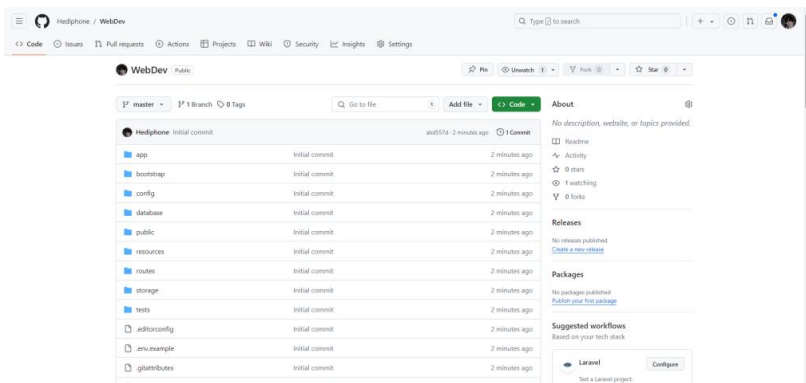 Hediphone / WebDev
Type / to search
Code Issues Pull requests Actions Projects Wiki Security Insights Settings
WebDev Public
Pin Unwatch 1 Fork 0 Star 0
master 1 Branch 0 Tags
Go to file t
Add file Code
Hediphone Initial commit
2 minutes ago 1 Commit
app Initial commit 2 minutes ago
bootstrap Initial commit 2 minutes ago
config Initial commit 2 minutes ago
database Initial commit 2 minutes ago
public Initial commit 2 minutes ago
resources Initial commit 2 minutes ago
routes Initial commit 2 minutes ago
storage Initial commit 2 minutes ago
tests Initial commit 2 minutes ago
.editorconfig Initial commit 2 minutes ago
.env.example Initial commit 2 minutes ago
.gitattributes Initial commit 2 minutes ago
About
No description, website, or topics provided.
Readme
Activity
0 stars
1 watching
0 forks
Releases
No releases published
Create a new release
Packages
No packages published
Publish your first package
Suggested workflows
Based on your tech stack
Laravel Configure
Test a Laravel project.